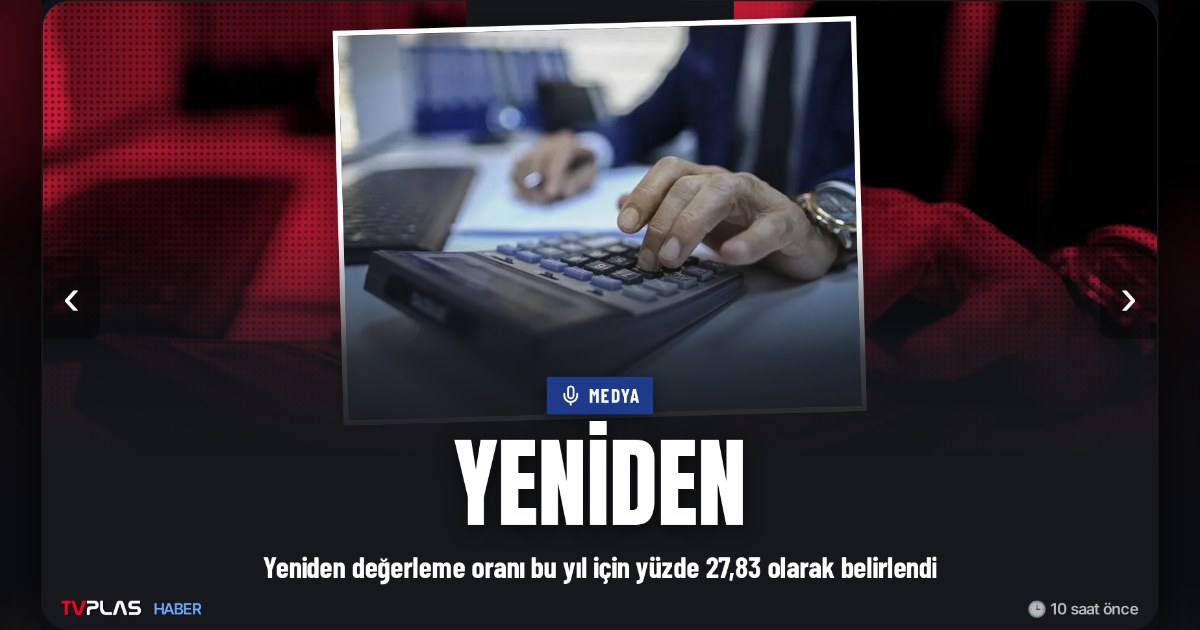 MEDYA
YENİDEN
Yeniden değerleme oranı bu yıl için yüzde 27,83 olarak belirlendi
TVPLAS HABER
10 saat önce